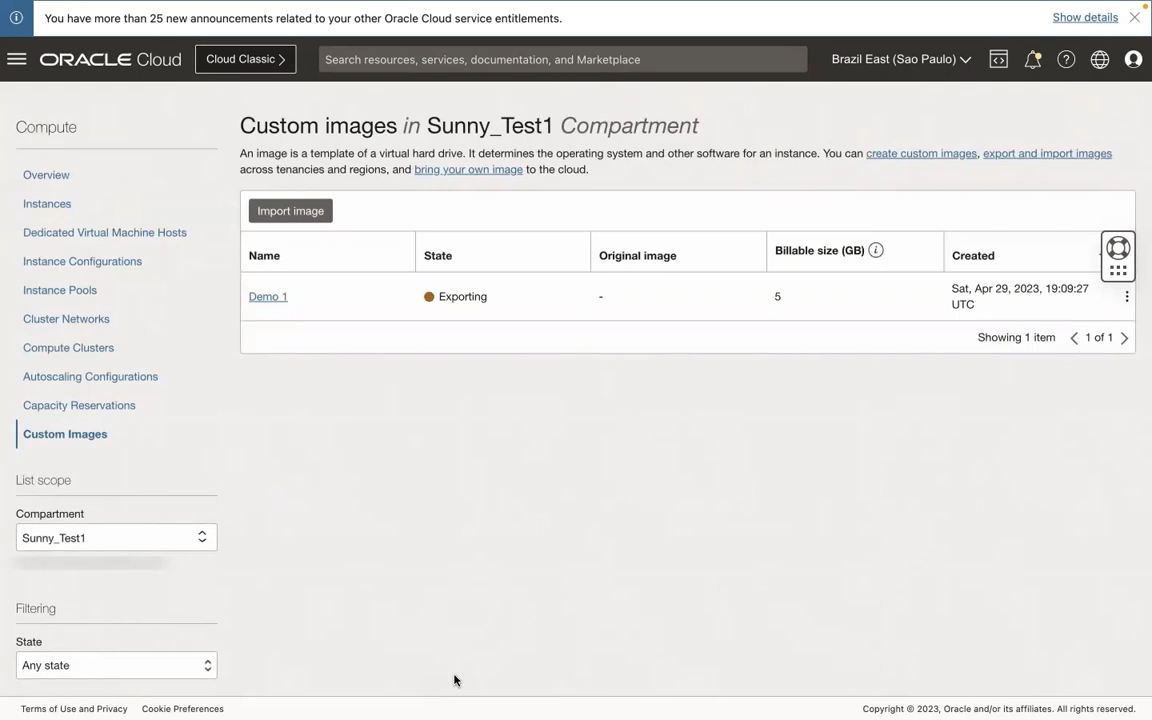 You have more than 25 new announcements related to your other Oracle Cloud service entitlements.
Show details
ORACLE Cloud
Cloud Classic
Search resources, services, documentation, and Marketplace
Brazil East (Sao Paulo)
Compute
Overview
Instances
Dedicated Virtual Machine Hosts
Instance Configurations
Instance Pools
Cluster Networks
Compute Clusters
Autoscaling Configurations
Capacity Reservations
Custom Images
List scope
Compartment
Sunny_Test1
Filtering
State
Any state
Custom images in Sunny_Test1 Compartment
An image is a template of a virtual hard drive. It determines the operating system and other software for an instance. You can create custom images, export and import images
across tenancies and regions, and bring your own image to the cloud.
Import image
Name State Original image Billable size (GB) Created
Demo 1 Exporting - 5 Sat, Apr 29, 2023, 19:09:27
UTC
Showing 1 item 1 of 1
Terms of Use and Privacy Cookie Preferences
Copyright © 2023, Oracle and/or its affiliates. All rights reserved.